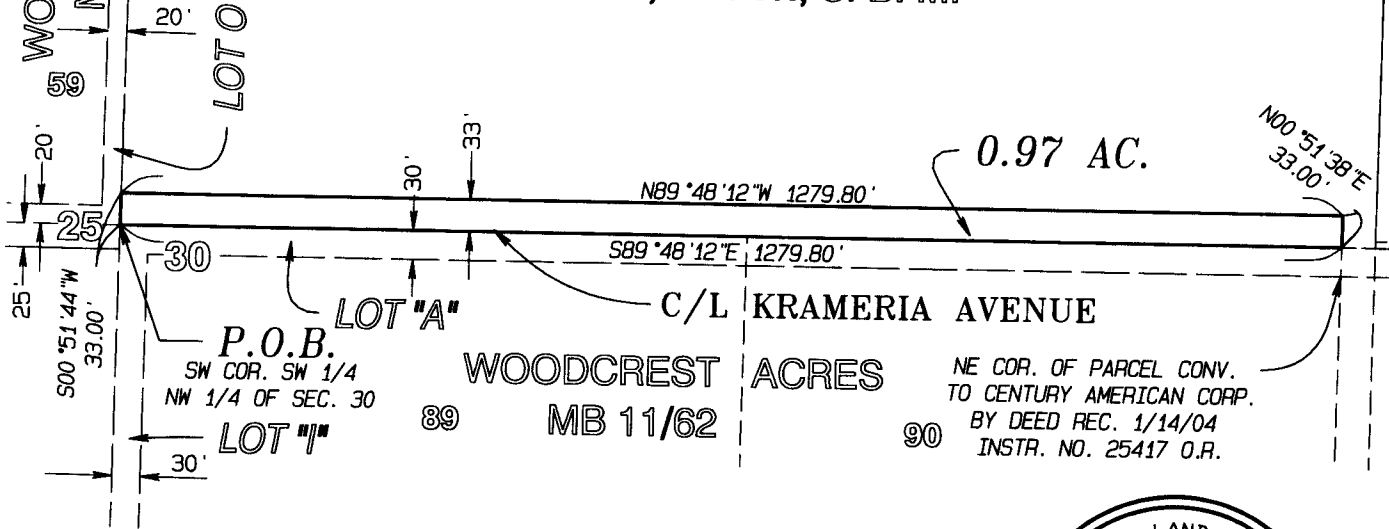 20'
LOT O
59
20'
33'
30'
0.97 AC.
N00°51'38"E
33.00'
N89°48'12"W 1279.80'
25
30
S89°48'12"E 1279.80'
25'
S00°51'44"W
33.00'
LOT "A"
C/L KRAMERIA AVENUE
P.O.B.
SW COR. SW 1/4
NW 1/4 OF SEC. 30
WOODCREST ACRES
MB 11/62
89
90
NE COR. OF PARCEL CONV.
TO CENTURY AMERICAN CORP.
BY DEED REC. 1/14/04
INSTR. NO. 25417 O.R.
LOT "I"
30'
LAND